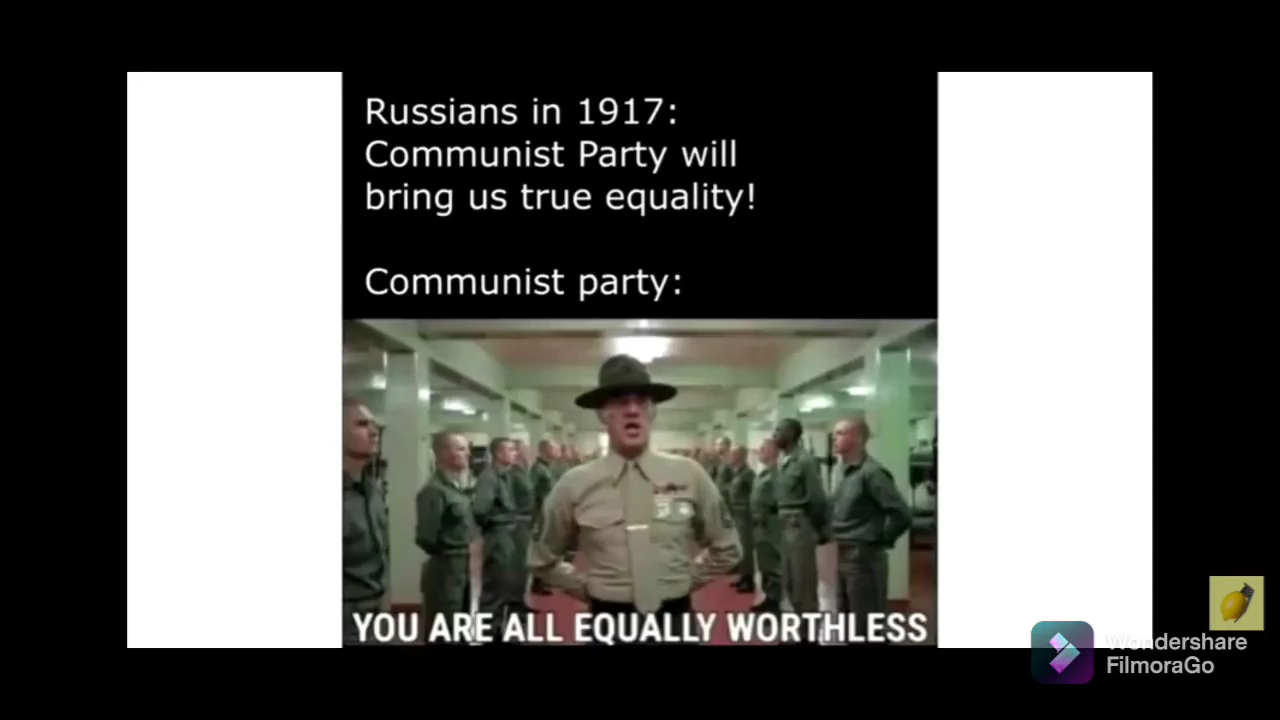 Russians in 1917:
Communist Party will
bring us true equality!
Communist party:
YOU ARE ALL EQUALLY WORTHLESS
Wondershare
FilmoraGo